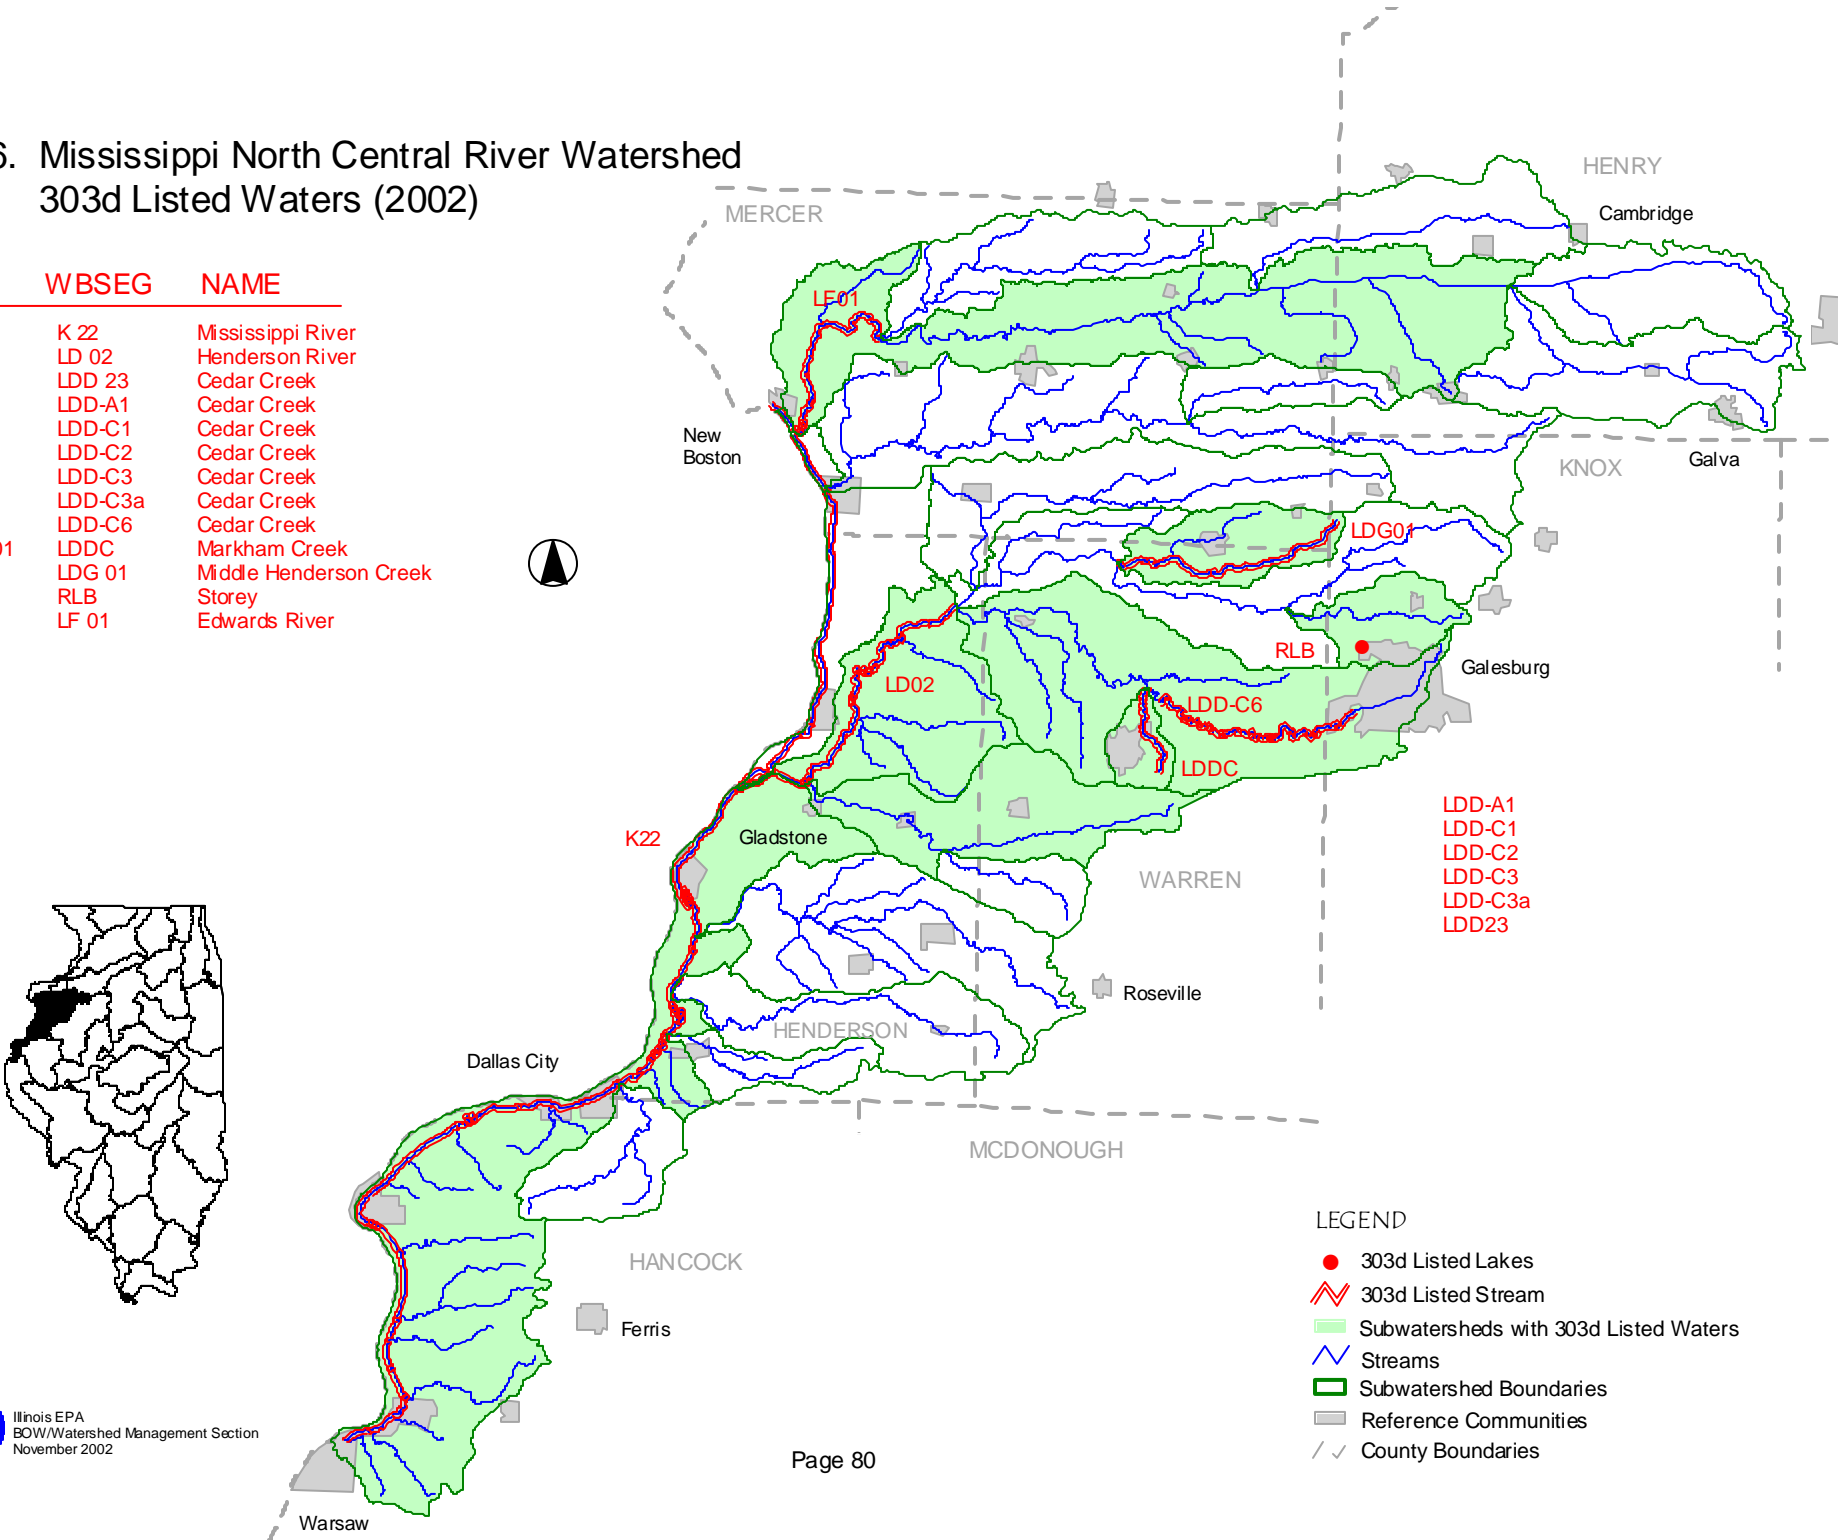 6. Mississippi North Central River Watershed
303d Listed Waters (2002)
WBSEG NAME
K 22 Mississippi River
LD 02 Henderson River
LDD 23 Cedar Creek
LDD-A1 Cedar Creek
LDD-C1 Cedar Creek
LDD-C2 Cedar Creek
LDD-C3 Cedar Creek
LDD-C3a Cedar Creek
LDD-C6 Cedar Creek
01 LDDC Markham Creek
LDG 01 Middle Henderson Creek
RLB Storey
LF 01 Edwards River
HENRY
MERCER
Cambridge
LF01
New
Boston
KNOX
Galva
LDG01
RLB
Galesburg
LD02
LDD-C6
LDDC
LDD-A1
LDD-C1
LDD-C2
LDD-C3
LDD-C3a
LDD23
K22
Gladstone
WARREN
Roseville
HENDERSON
Dallas City
MCDONOUGH
HANCOCK
Ferris
Warsaw
LEGEND
303d Listed Lakes
303d Listed Stream
Subwatersheds with 303d Listed Waters
Streams
Subwatershed Boundaries
Reference Communities
County Boundaries
Illinois EPA
BOW/Watershed Management Section
November 2002
Page 80